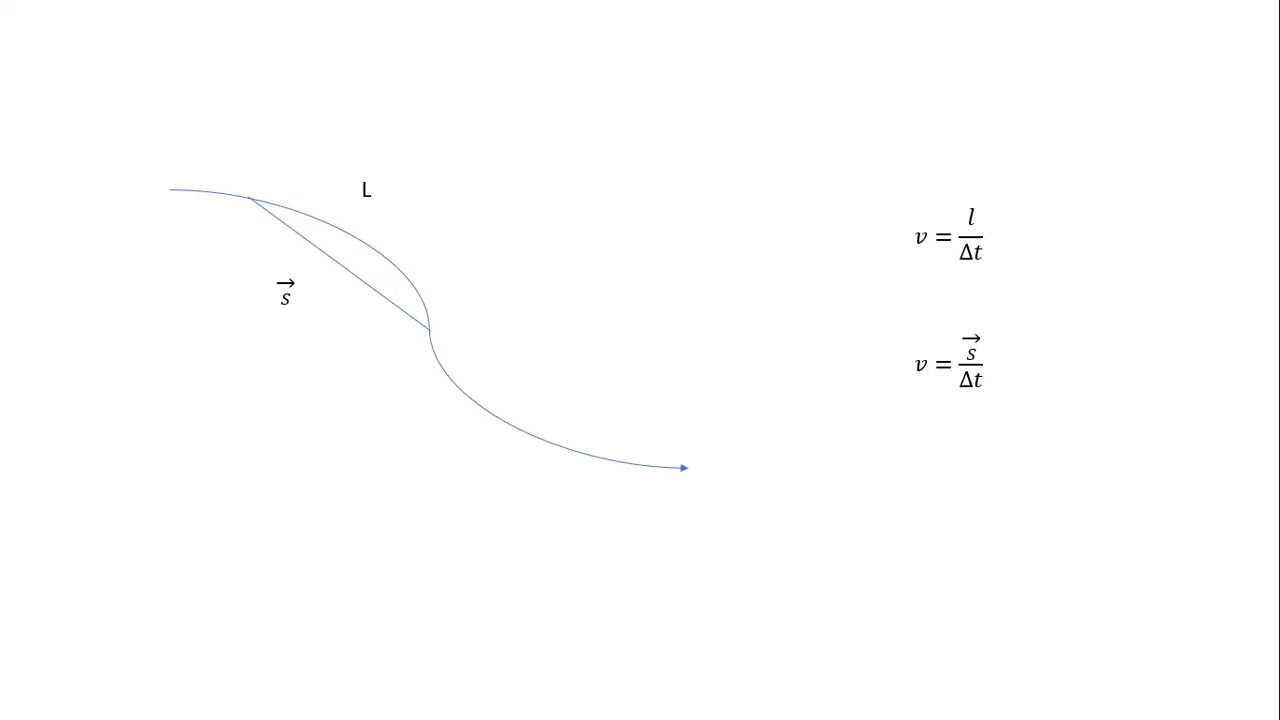 L
s⃗
v = l/Δt
v = s⃗/Δt